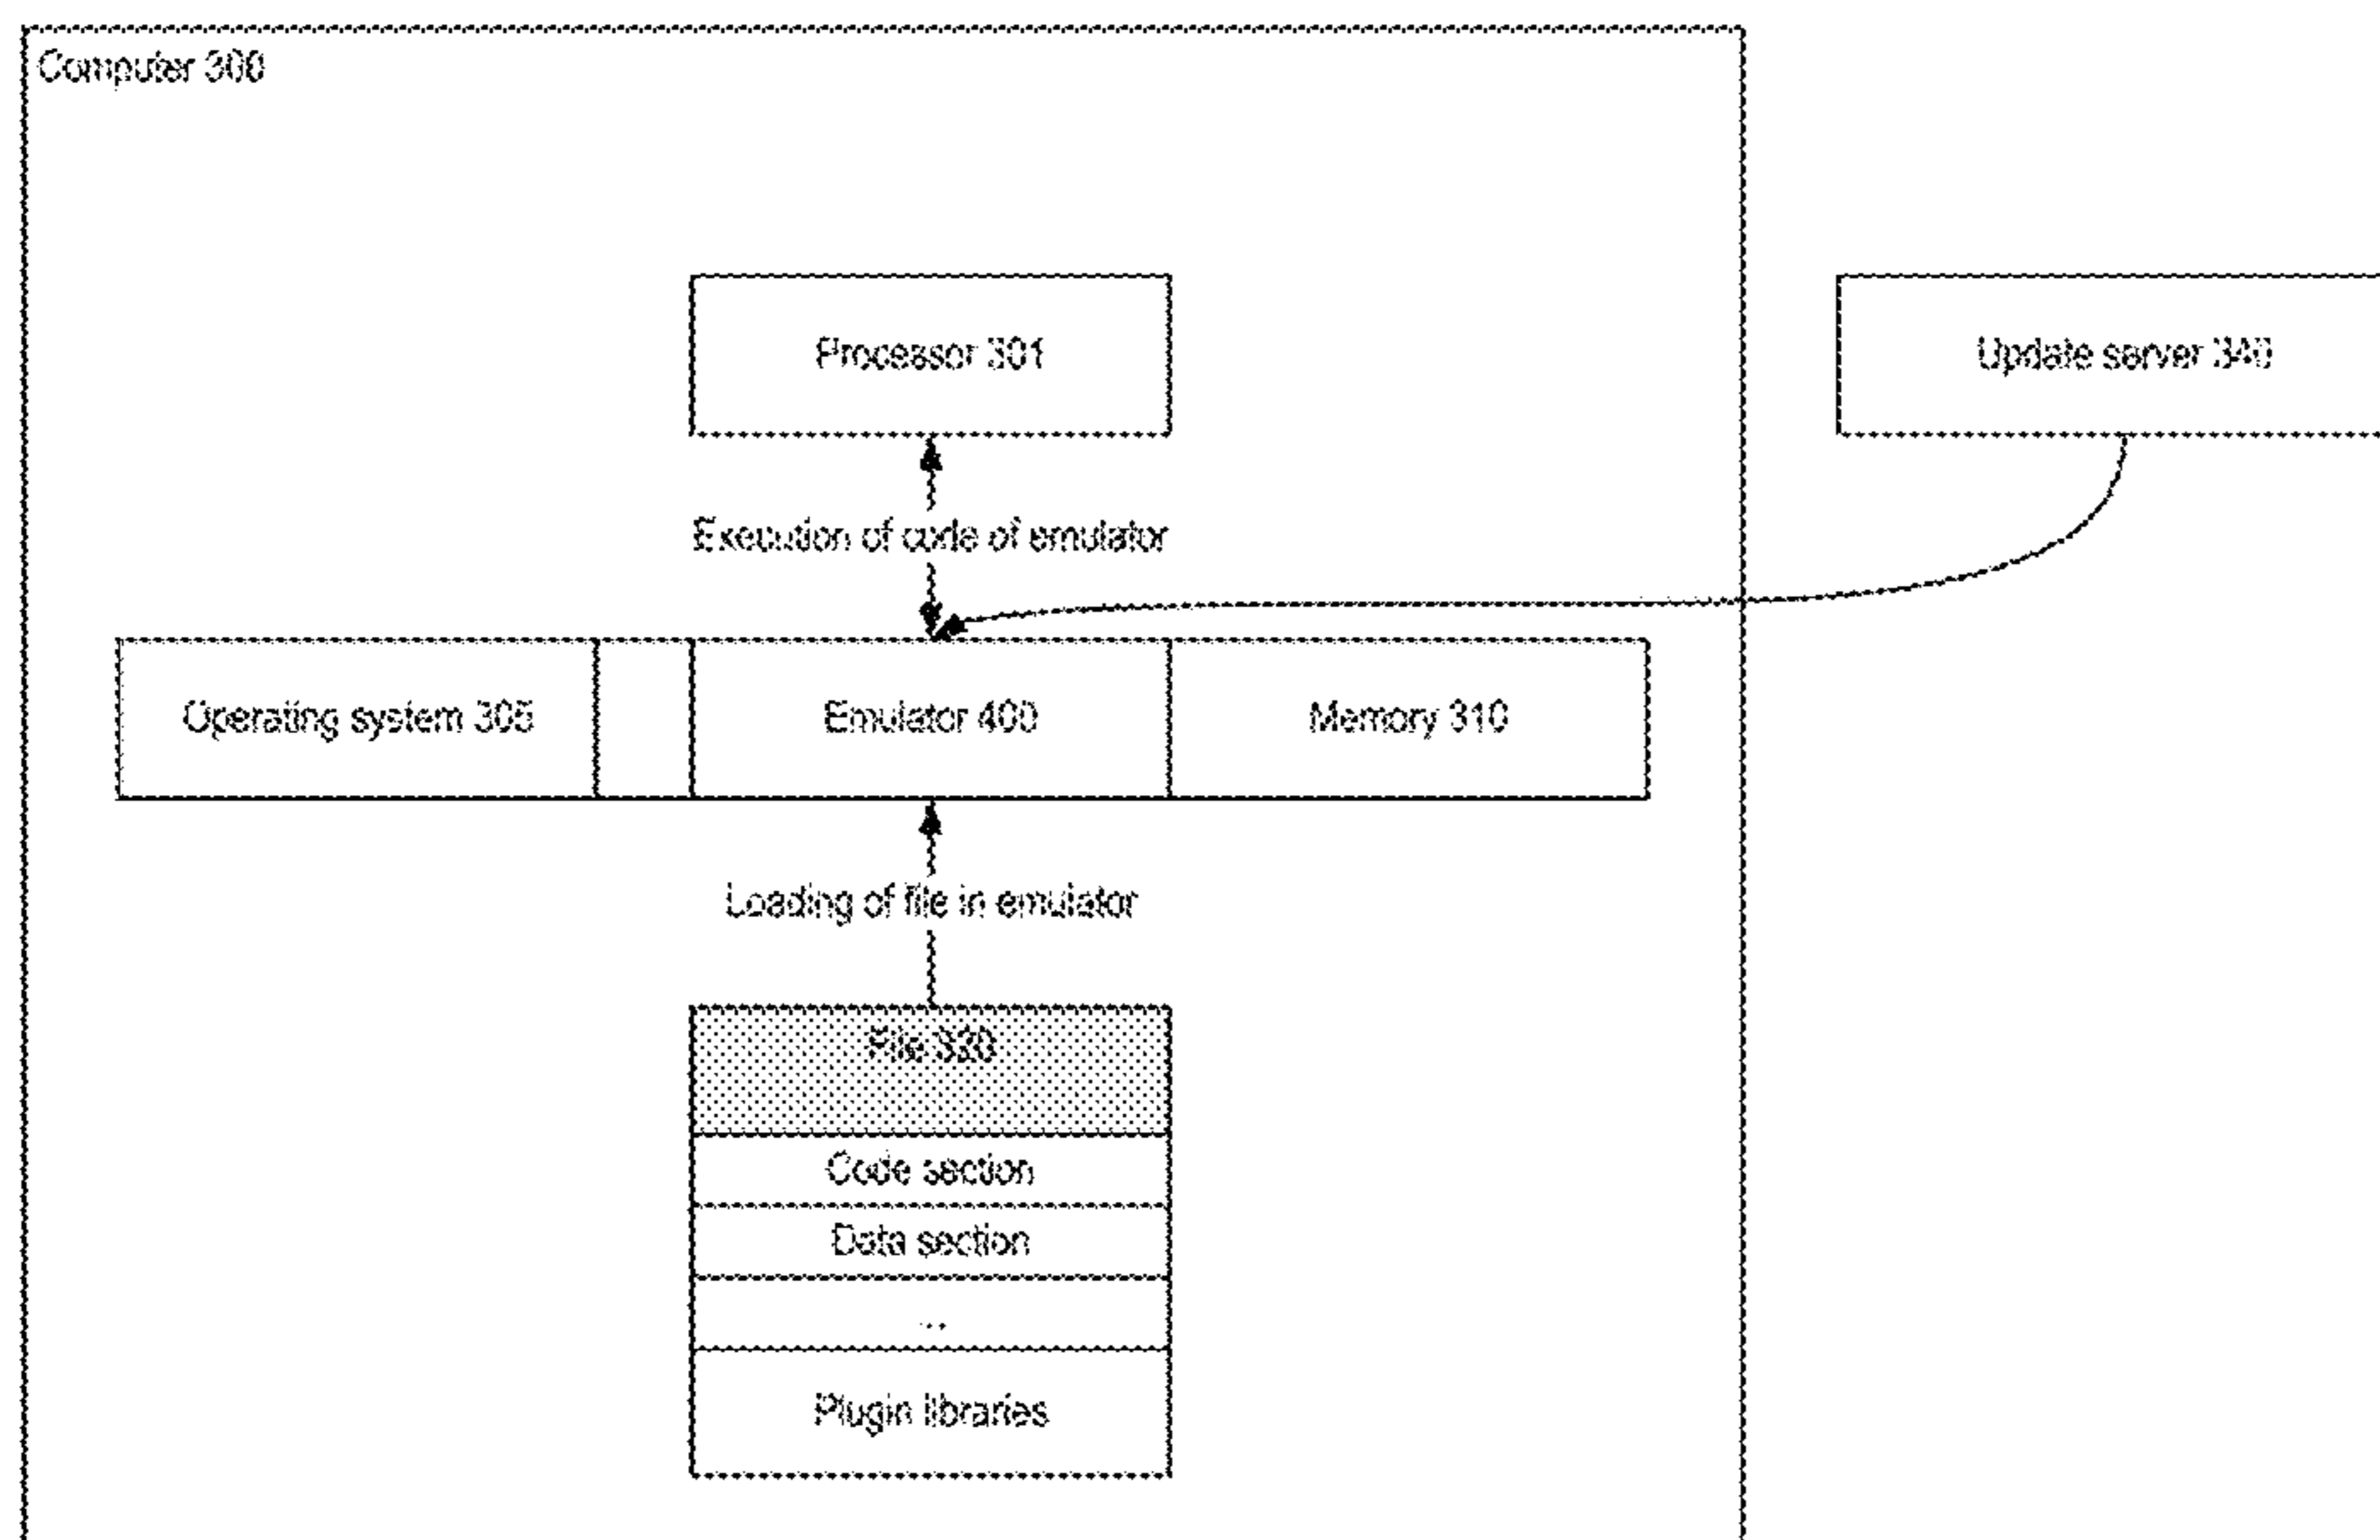 Computer 300
Processor 301
Update server 340
Execution of code of emulator
Operating system 305
Emulator 400
Memory 310
Loading of file in emulator
File 320
Code section
Data section
...
Plugin libraries